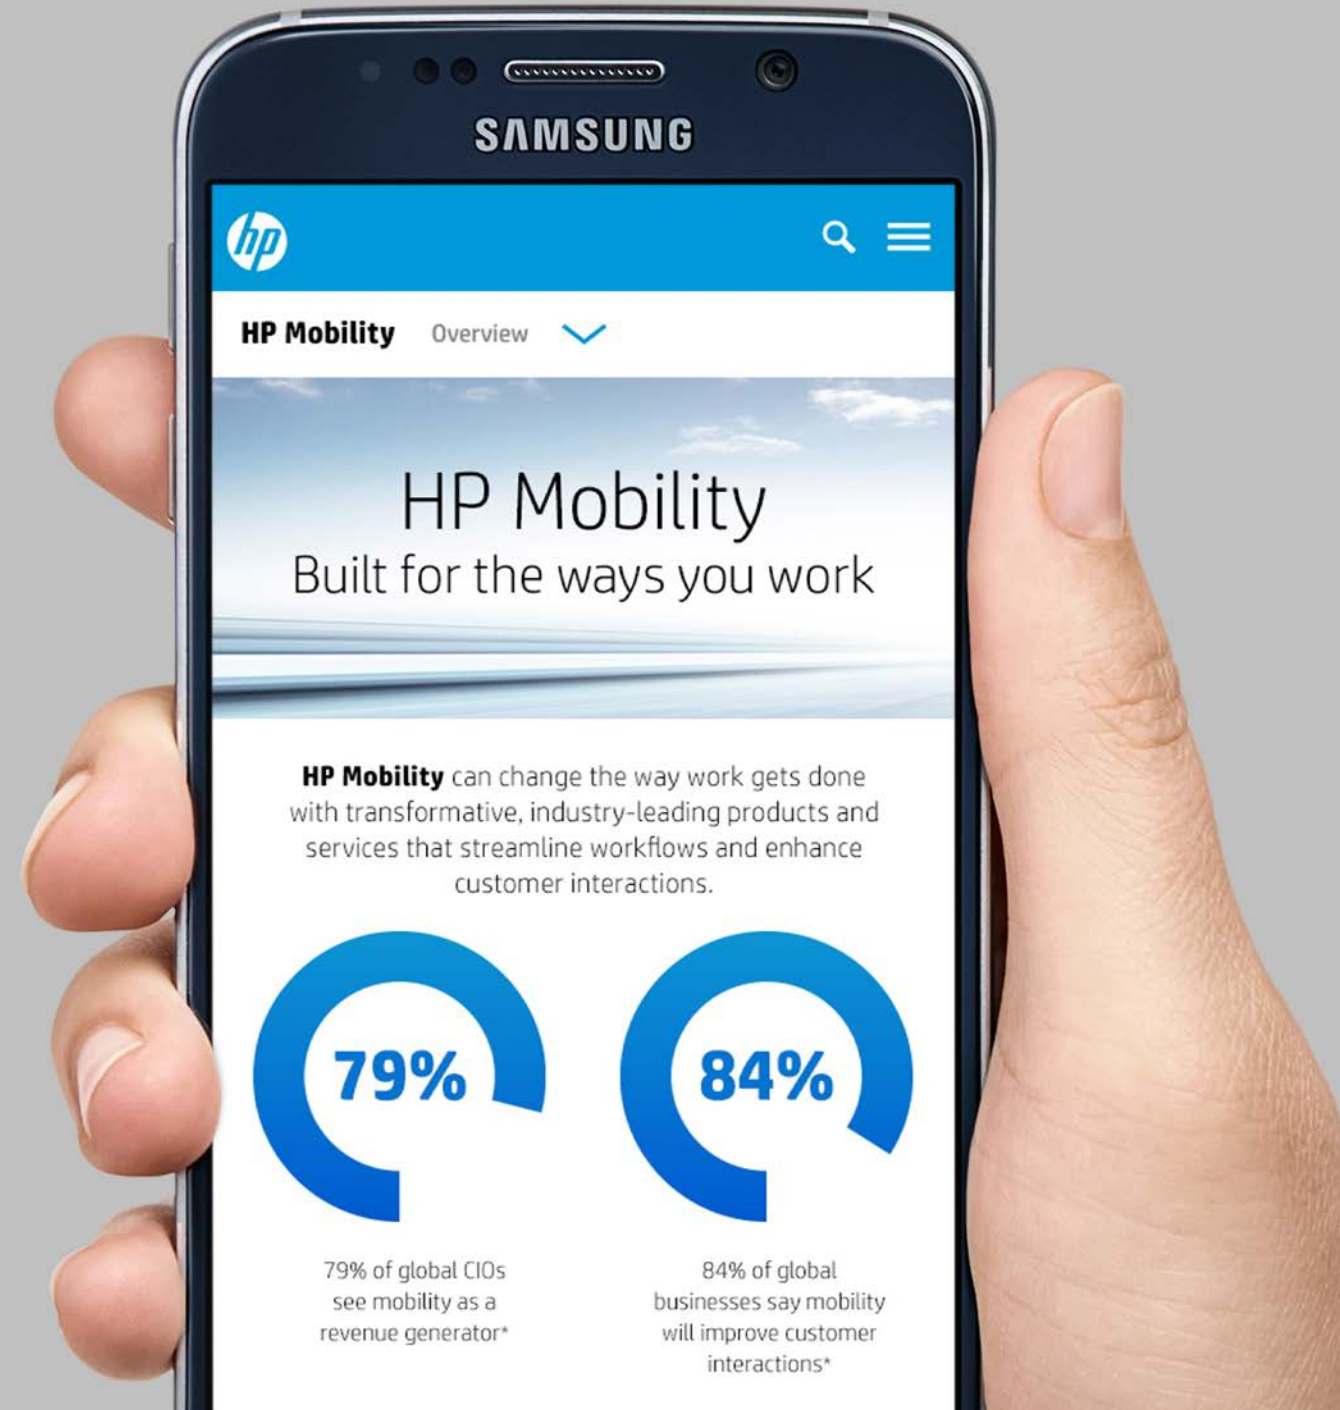 SAMSUNG
hp
HP Mobility Overview
HP Mobility
Built for the ways you work
HP Mobility can change the way work gets done
with transformative, industry-leading products and
services that streamline workflows and enhance
customer interactions.
79%
84%
79% of global CIOs
see mobility as a
revenue generator*
84% of global
businesses say mobility
will improve customer
interactions*